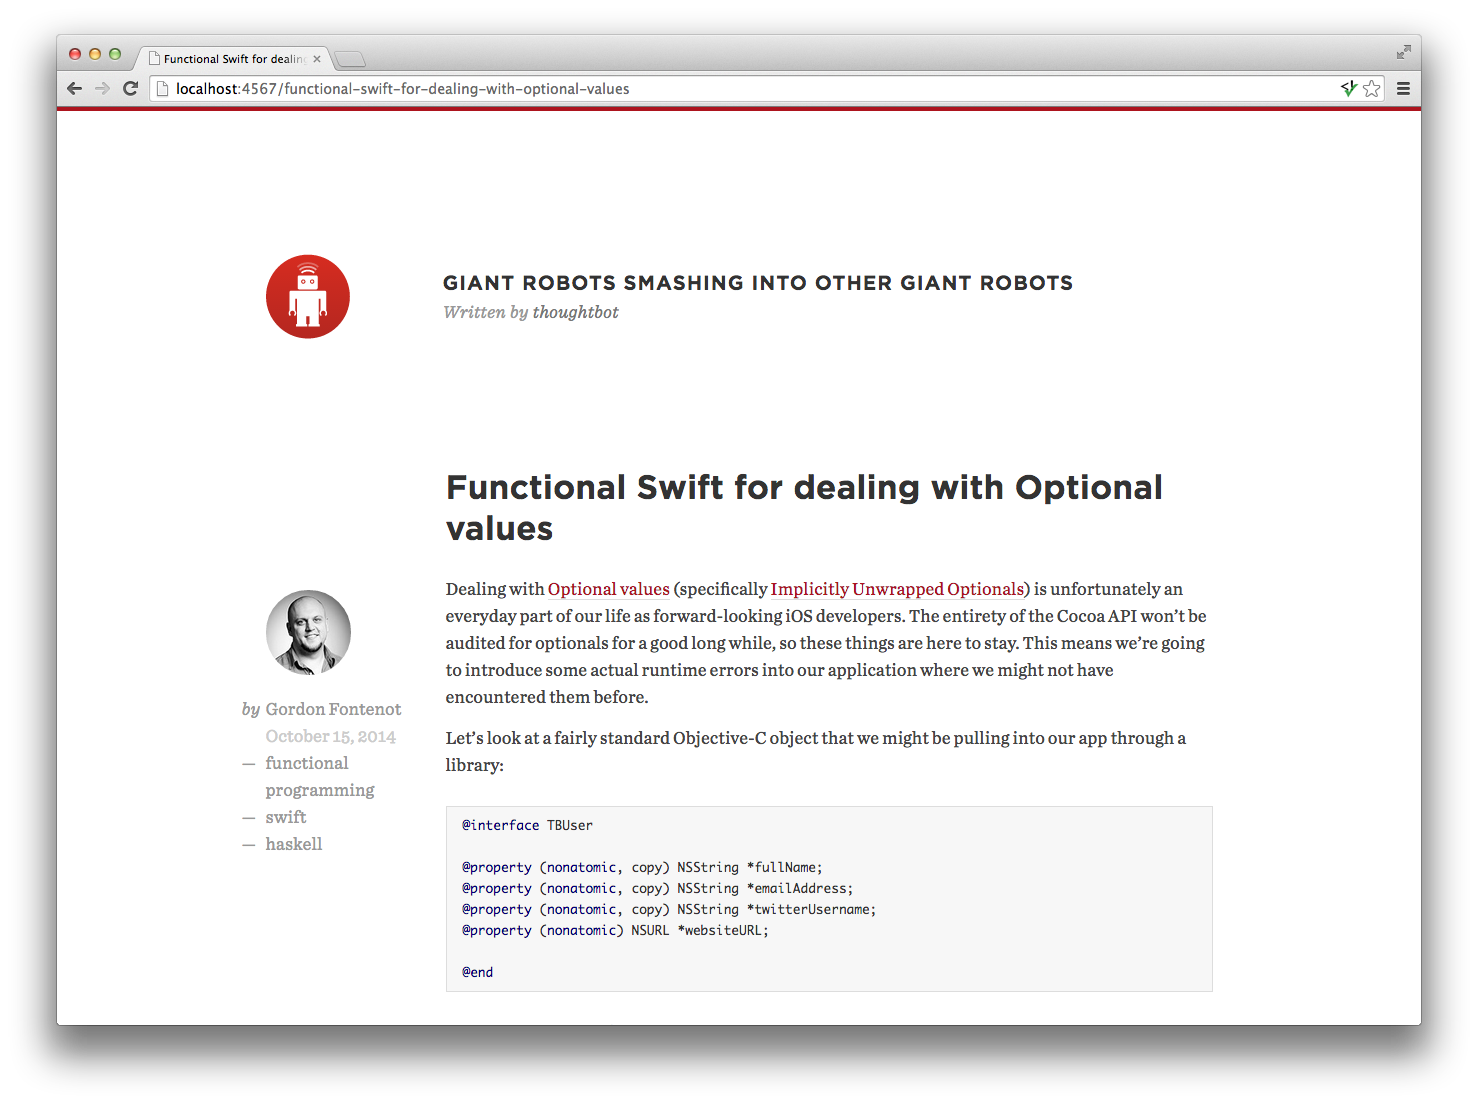 Functional Swift for dealin
localhost:4567/functional-swift-for-dealing-with-optional-values
GIANT ROBOTS SMASHING INTO OTHER GIANT ROBOTS
Written by thoughtbot
Functional Swift for dealing with Optional
values
Dealing with Optional values (specifically Implicitly Unwrapped Optionals) is unfortunately an
everyday part of our life as forward-looking iOS developers. The entirety of the Cocoa API won’t be
audited for optionals for a good long while, so these things are here to stay. This means we’re going
to introduce some actual runtime errors into our application where we might not have
encountered them before.
by Gordon Fontenot
October 15, 2014
— functional
programming
— swift
— haskell
Let’s look at a fairly standard Objective-C object that we might be pulling into our app through a
library:
@interface TBUser
@property (nonatomic, copy) NSString *fullName;
@property (nonatomic, copy) NSString *emailAddress;
@property (nonatomic, copy) NSString *twitterUsername;
@property (nonatomic) NSURL *websiteURL;
@end